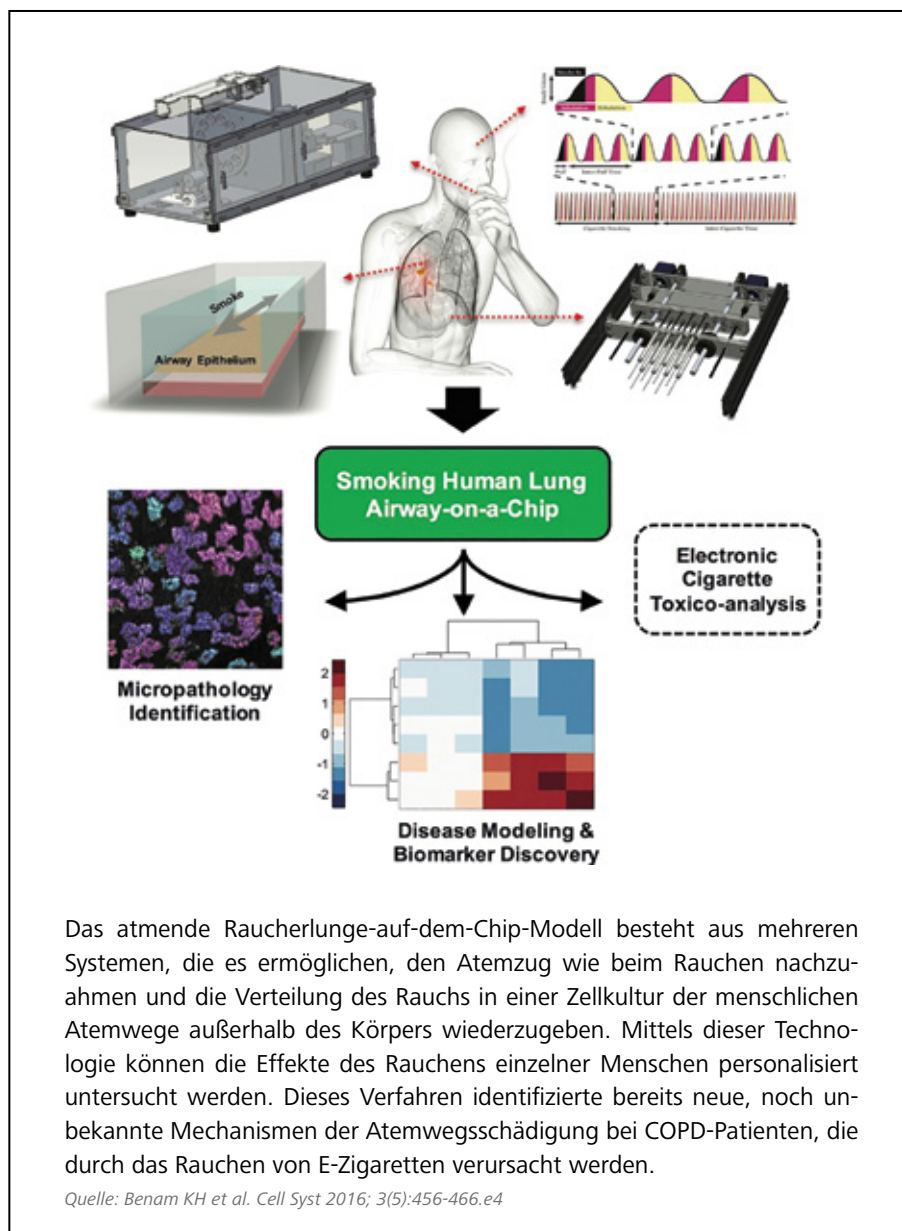 Smoke
Airway Epithelium
Smoking Human Lung
Airway-on-a-Chip
Electronic
Cigarette
Toxico-analysis
Micropathology
Identification
2
1
0
-1
-2
Disease Modeling &
Biomarker Discovery
Das atmende Raucherlunge-auf-dem-Chip-Modell besteht aus mehreren
Systemen, die es ermöglichen, den Atemzug wie beim Rauchen nachzu-
ahmen und die Verteilung des Rauchs in einer Zellkultur der menschlichen
Atemwege außerhalb des Körpers wiederzugeben. Mittels dieser Techno-
logie können die Effekte des Rauchens einzelner Menschen personalisiert
untersucht werden. Dieses Verfahren identifizierte bereits neue, noch un-
bekannte Mechanismen der Atemwegsschädigung bei COPD-Patienten, die
durch das Rauchen von E-Zigaretten verursacht werden.
Quelle: Benam KH et al. Cell Syst 2016; 3(5):456-466.e4